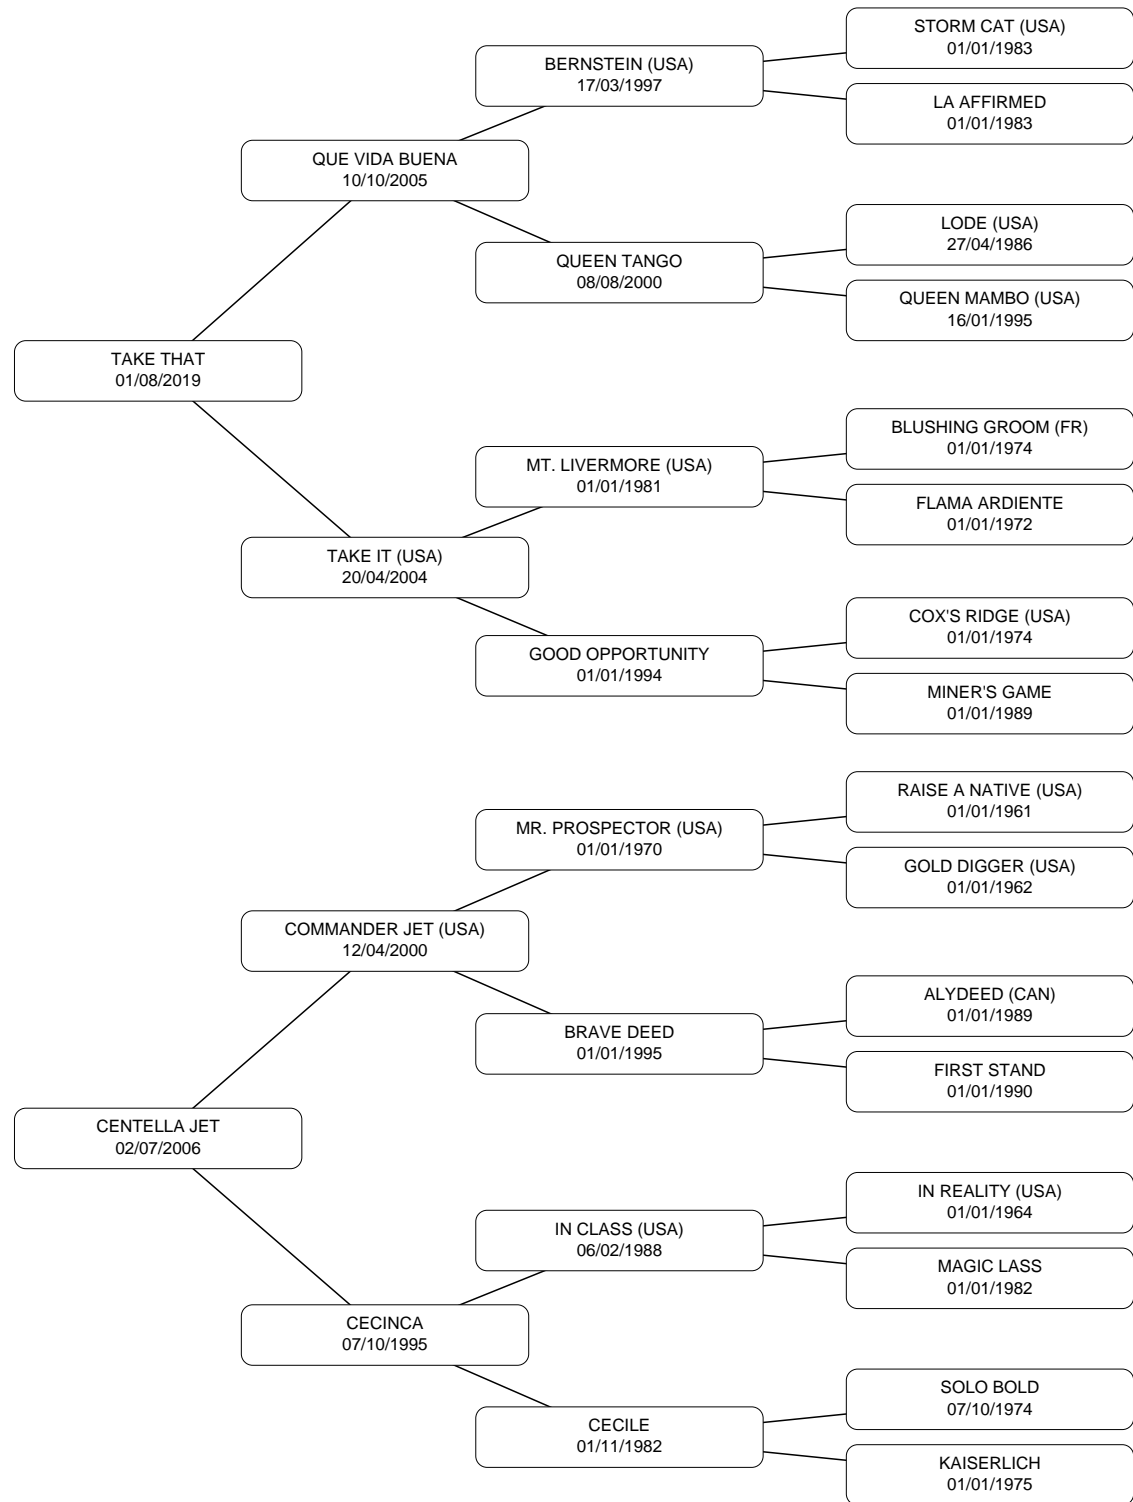 STORM CAT (USA)
01/01/1983
BERNSTEIN (USA)
17/03/1997
LA AFFIRMED
01/01/1983
QUE VIDA BUENA
10/10/2005
LODE (USA)
27/04/1986
QUEEN TANGO
08/08/2000
QUEEN MAMBO (USA)
16/01/1995
TAKE THAT
01/08/2019
BLUSHING GROOM (FR)
01/01/1974
MT. LIVERMORE (USA)
01/01/1981
FLAMA ARDIENTE
01/01/1972
TAKE IT (USA)
20/04/2004
COX'S RIDGE (USA)
01/01/1974
GOOD OPPORTUNITY
01/01/1994
MINER'S GAME
01/01/1989
RAISE A NATIVE (USA)
01/01/1961
MR. PROSPECTOR (USA)
01/01/1970
GOLD DIGGER (USA)
01/01/1962
COMMANDER JET (USA)
12/04/2000
ALYDEED (CAN)
01/01/1989
BRAVE DEED
01/01/1995
FIRST STAND
01/01/1990
CENTELLA JET
02/07/2006
IN REALITY (USA)
01/01/1964
IN CLASS (USA)
06/02/1988
MAGIC LASS
01/01/1982
CECINCA
07/10/1995
SOLO BOLD
07/10/1974
CECILE
01/11/1982
KAISERLICH
01/01/1975